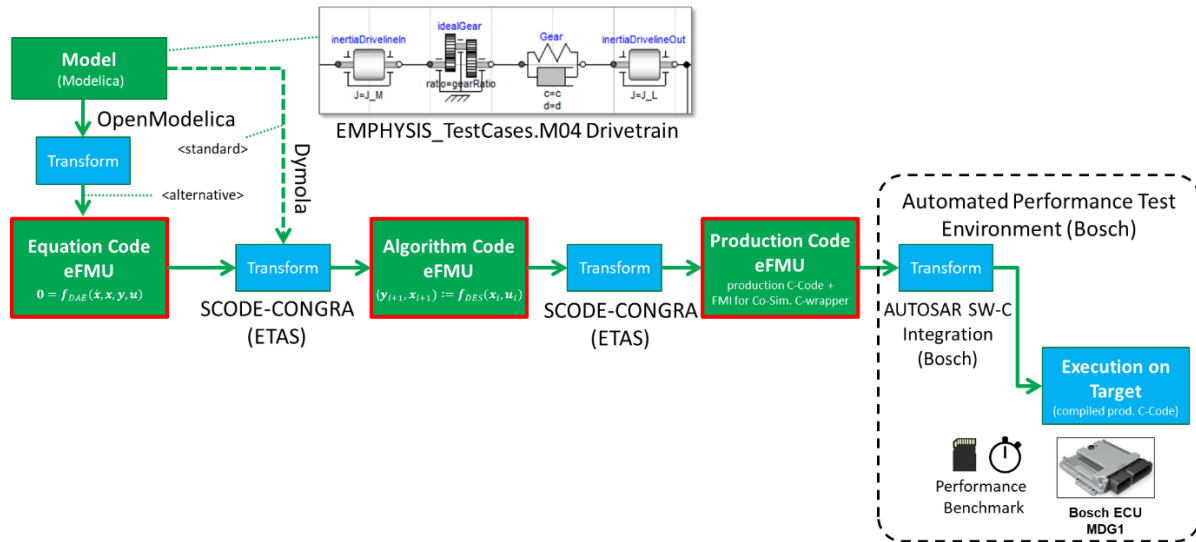 Model
(Modelica)
inertiaDrivelineIn
J=J_M
idealGear
ratio=gearRatio
Gear
c=c
d=d
inertiaDrivelineOut
J=J_L
EMPHYSIS_TestCases.M04 Drivetrain
OpenModelica
<standard>
Transform
<alternative>
Dymola
Equation Code
eFMU
0 = f_DAE(ẋ, x, y, u)
Transform
SCODE-CONGRA
(ETAS)
Algorithm Code
eFMU
(y_{i+1}, x_{i+1}) := f_DES(x_i, u_i)
Transform
SCODE-CONGRA
(ETAS)
Production Code
eFMU
production C-Code +
FMI for Co-Sim. C-wrapper
Automated Performance Test
Environment (Bosch)
Transform
AUTOSAR SW-C
Integration
(Bosch)
Execution on
Target
(compiled prod. C-Code)
Performance
Benchmark
Bosch ECU
MDG1